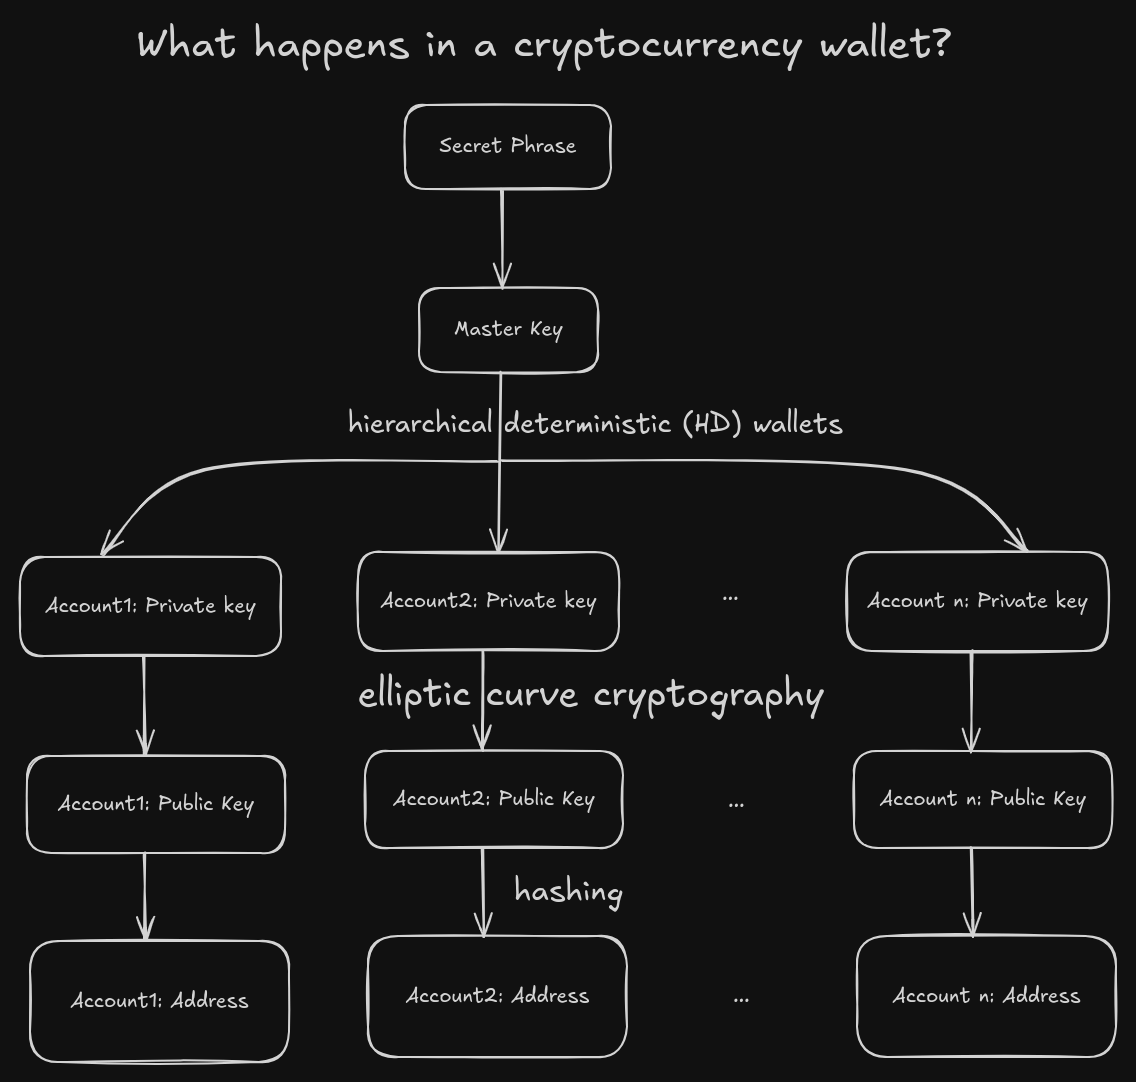 What happens in a cryptocurrency wallet?
Secret Phrase
Master Key
hierarchical deterministic (HD) wallets
Account1: Private key
Account2: Private key
...
Account n: Private key
elliptic curve cryptography
Account1: Public Key
Account2: Public Key
...
Account n: Public Key
hashing
Account1: Address
Account2: Address
...
Account n: Address